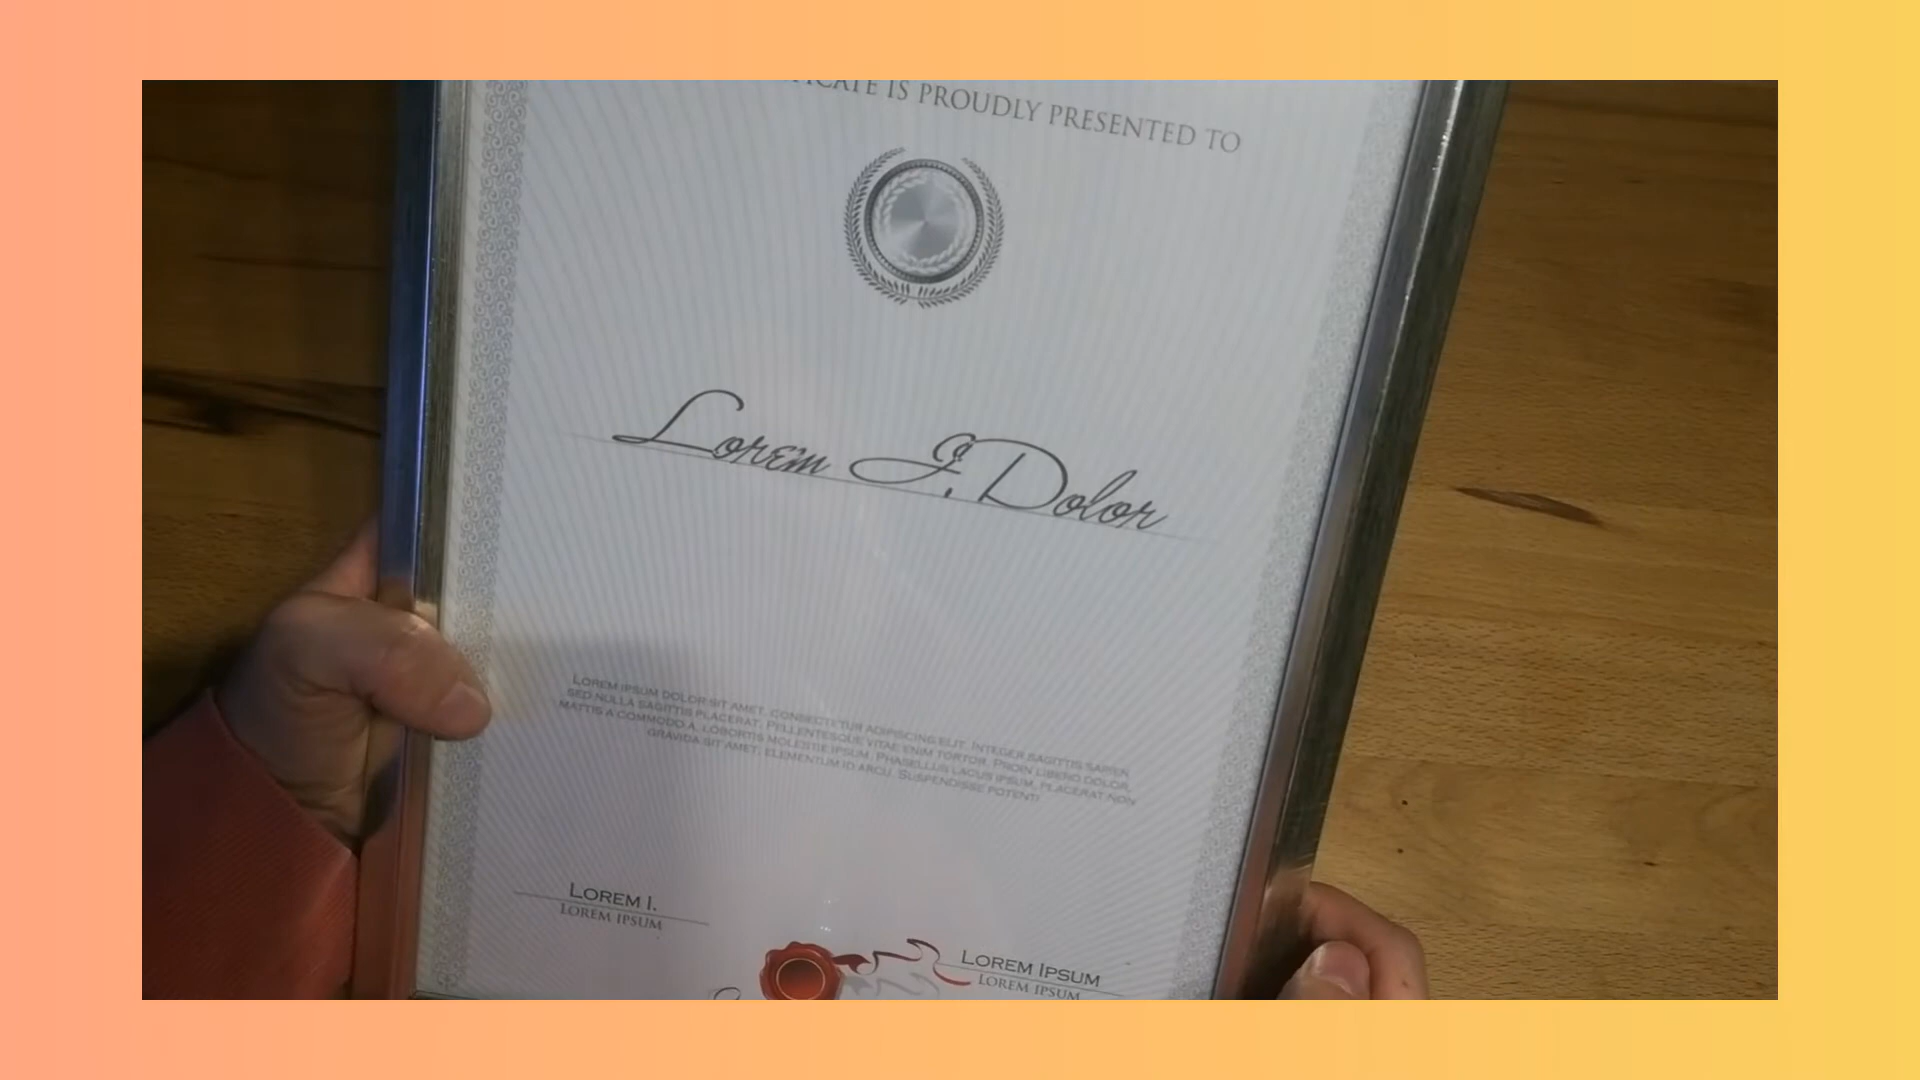 ICATE IS PROUDLY PRESENTED TO
Lorem I. Dolor
LOREM IPSUM DOLOR SIT AMET, CONSECTETUR ADIPISCING ELIT. INTEGER SAGITTIS SAPIEN
SED NULLA SAGITTIS PLACERAT. PELLENTESQUE VITAE ENIM TORTOR. PROIN LIBERO DOLOR,
MATTIS A COMMODO A, LOBORTIS MOLESTIE IPSUM. PHASELLUS LACUS IPSUM, PLACERAT NON
GRAVIDA SIT AMET, ELEMENTUM ID ARCU. SUSPENDISSE POTENTI
LOREM I.
LOREM IPSUM
LOREM IPSUM
LOREM IPSUM